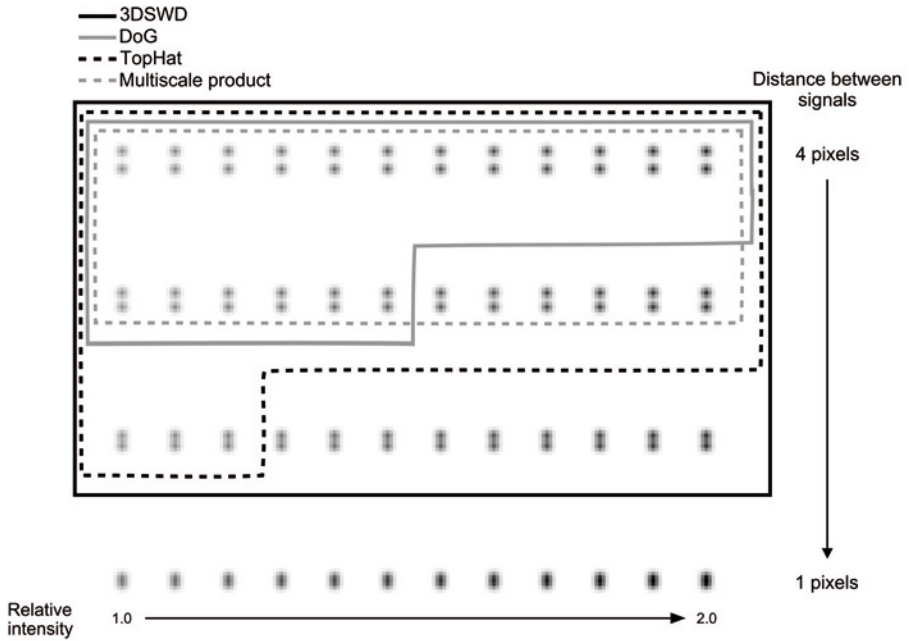 3DSWD
DoG
TopHat
Multiscale product
Distance between
signals
4 pixels
1 pixels
Relative
intensity
1.0
2.0